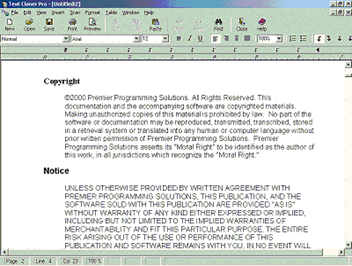 Text Cloner Pro - [Untitled2]
File Edit View Insert Format Table Window Help
New Open Save Print Preview Paste Find Close Help
Normal Arial 12 100%
Copyright
©2000 Premier Programming Solutions. All Rights Reserved. This
documentation and the accompanying software are copyrighted materials.
Making unauthorized copies of this material is prohibited by law. No part of the
software or documentation may be reproduced, transmitted, transcribed, stored
in a retrieval system or translated into any human or computer language without
prior written permission of Premier Programming Solutions. Premier
Programming Solutions asserts its "Moral Right" to be identified as the author of
this work, in all jurisdictions which recognize the "Moral Right."
Notice
UNLESS OTHERWISE PROVIDED BY WRITTEN AGREEMENT WITH
PREMIER PROGRAMMING SOLUTIONS, THIS PUBLICATION, AND THE
SOFTWARE SOLD WITH THIS PUBLICATION ARE PROVIDED "AS IS"
WITHOUT WARRANTY OF ANY KIND EITHER EXPRESSED OR IMPLIED,
INCLUDING BUT NOT LIMITED TO THE IMPLIED WARRANTIES OF
MERCHANTABILITY AND FIT THIS PARTICULAR PURPOSE. THE ENTIRE
RISK ARISING OUT OF THE USE OR PERFORMANCE OF THIS
PUBLICATION AND SOFTWARE REMAINS WITH YOU. IN NO EVENT WILL
Page 2 Line 4 Col 23 100%